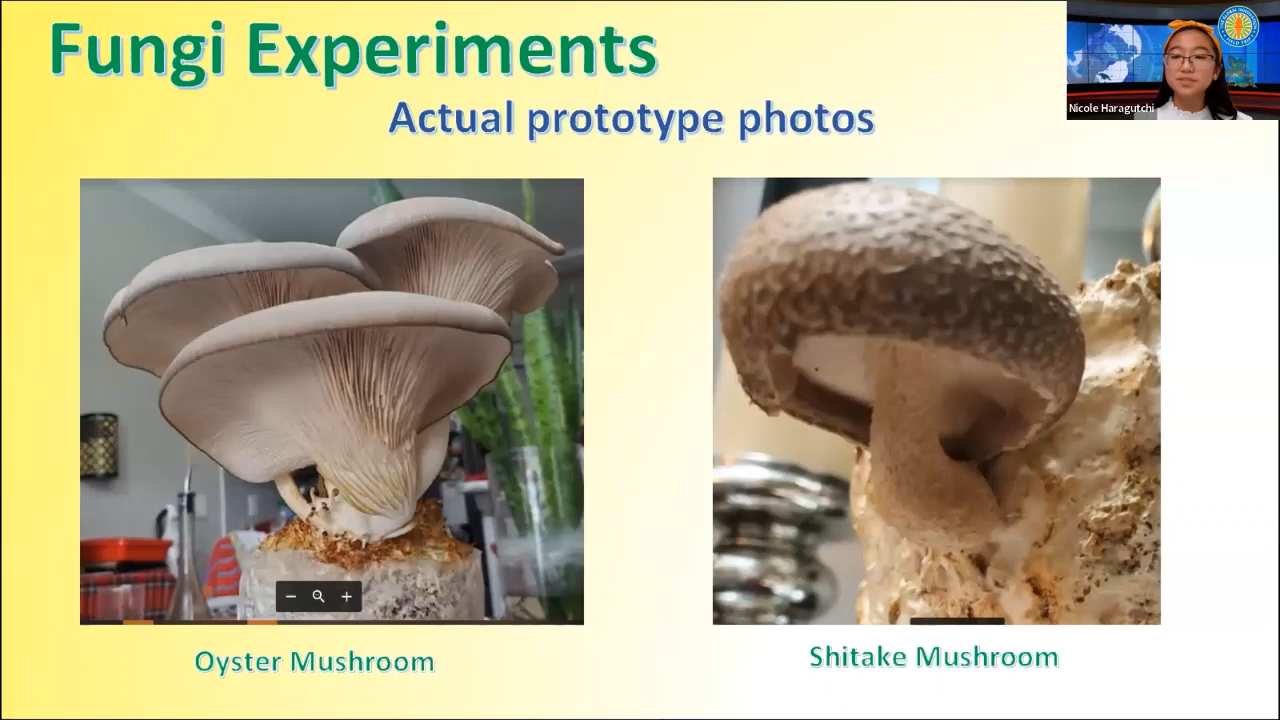 Fungi Experiments
Actual prototype photos
Nicole Haragutchi
Oyster Mushroom
Shitake Mushroom